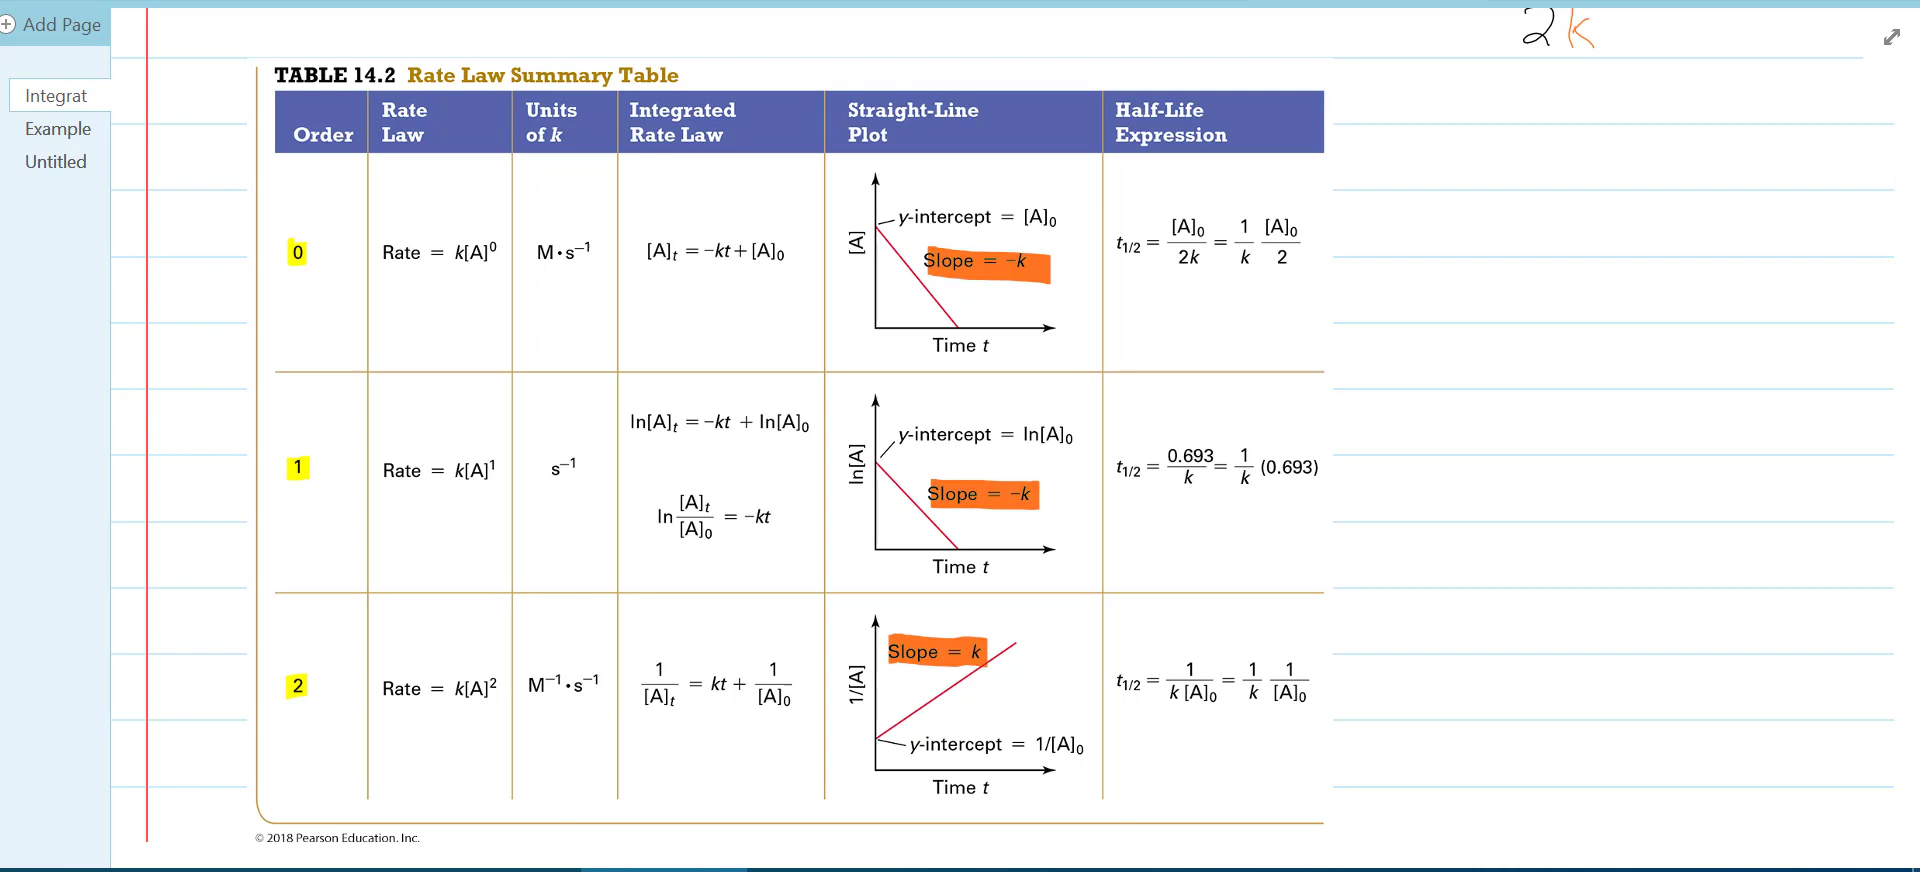 2k
Add Page
Integrat
Example
Untitled
TABLE 14.2 Rate Law Summary Table
Order
Rate Law
Units of k
Integrated Rate Law
Straight-Line Plot
Half-Life Expression
0
Rate = k[A]⁰
M·s⁻¹
[A]ₜ = −kt + [A]₀
[A]
y-intercept = [A]₀
Slope = −k
Time t
t₁/₂ = [A]₀/2k = 1/k [A]₀/2
1
Rate = k[A]¹
s⁻¹
ln[A]ₜ = −kt + ln[A]₀
ln [A]ₜ/[A]₀ = −kt
ln[A]
y-intercept = ln[A]₀
Slope = −k
Time t
t₁/₂ = 0.693/k = 1/k (0.693)
2
Rate = k[A]²
M⁻¹·s⁻¹
1/[A]ₜ = kt + 1/[A]₀
1/[A]
Slope = k
y-intercept = 1/[A]₀
Time t
t₁/₂ = 1/k [A]₀ = 1/k 1/[A]₀
© 2018 Pearson Education. Inc.